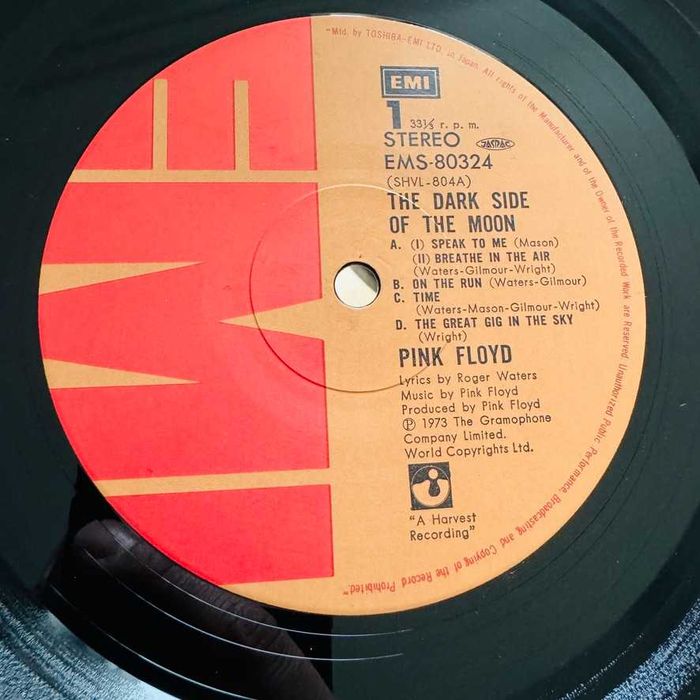 EMI
1 33⅓ r. p. m.
STEREO JASRAC
EMS-80324
(SHVL-804A)
THE DARK SIDE
OF THE MOON
A. (I) SPEAK TO ME (Mason)
(II) BREATHE IN THE AIR
(Waters-Gilmour-Wright)
B. ON THE RUN (Waters-Gilmour)
C. TIME
(Waters-Mason-Gilmour-Wright)
D. THE GREAT GIG IN THE SKY
(Wright)
PINK FLOYD
Lyrics by Roger Waters
Music by Pink Floyd
Produced by Pink Floyd
℗ 1973 The Gramophone
Company Limited.
World Copyrights Ltd.
"A Harvest
Recording"
"Mfd. by TOSHIBA-EMI LTD. in Japan. All rights of the Manufacturer and of the Owner of the Recorded Work are Reserved Unauthorized Public Performance, Broadcasting and Copying of the Record Prohibited."
EMI